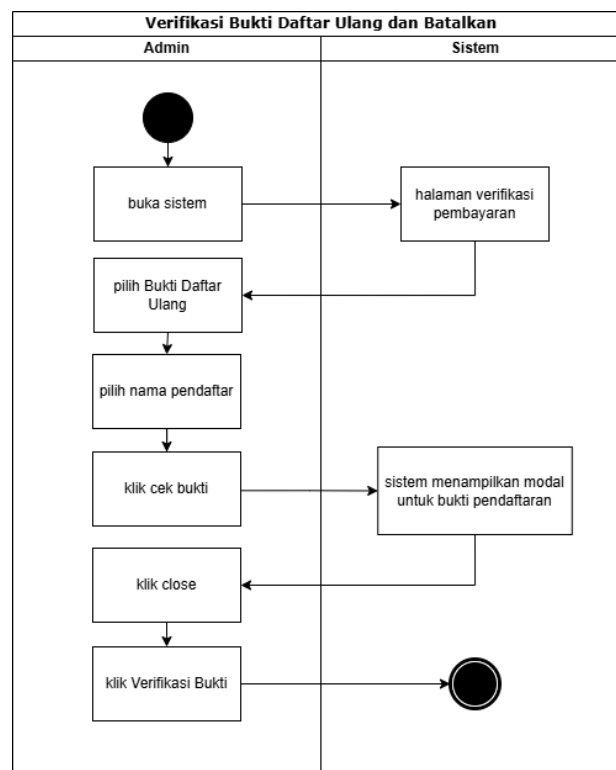 Verifikasi Bukti Daftar Ulang dan Batalkan
Admin
Sistem
buka sistem
halaman verifikasi
pembayaran
pilih Bukti Daftar
Ulang
pilih nama pendaftar
klik cek bukti
sistem menampilkan modal
untuk bukti pendaftaran
klik close
klik Verifikasi Bukti